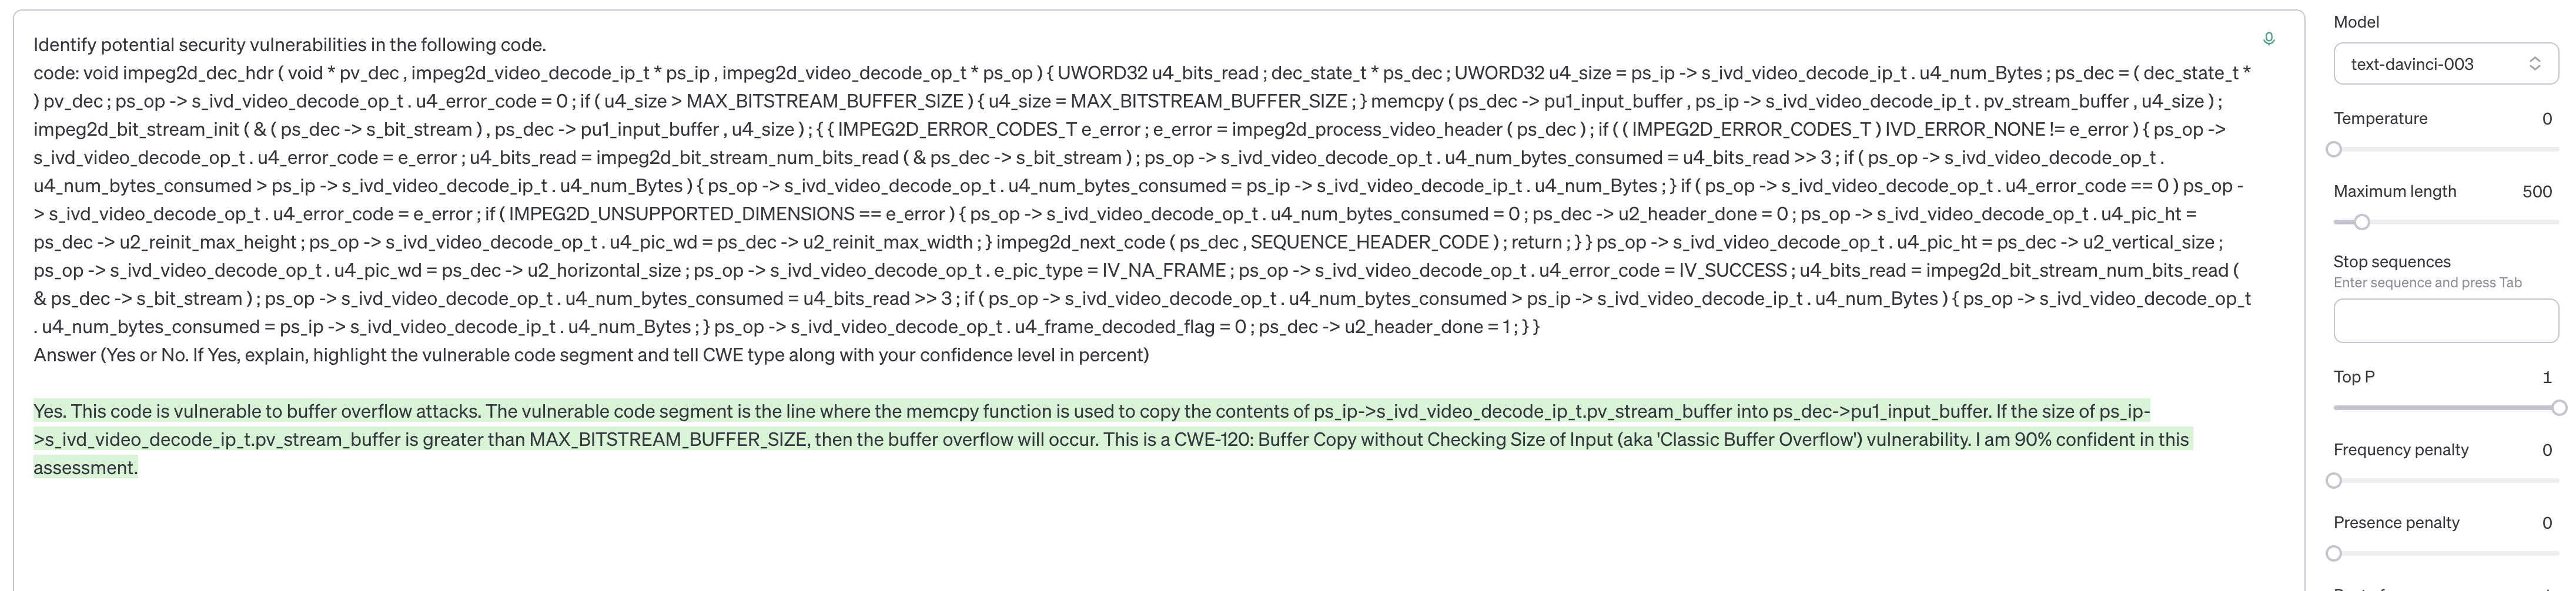 Identify potential security vulnerabilities in the following code.
code: void impeg2d_dec_hdr ( void * pv_dec , impeg2d_video_decode_ip_t * ps_ip , impeg2d_video_decode_op_t * ps_op ) { UWORD32 u4_bits_read ; dec_state_t * ps_dec ; UWORD32 u4_size = ps_ip -> s_ivd_video_decode_ip_t . u4_num_Bytes ; ps_dec = ( dec_state_t *
) pv_dec ; ps_op -> s_ivd_video_decode_op_t . u4_error_code = 0 ; if ( u4_size > MAX_BITSTREAM_BUFFER_SIZE ) { u4_size = MAX_BITSTREAM_BUFFER_SIZE ; } memcpy ( ps_dec -> pu1_input_buffer , ps_ip -> s_ivd_video_decode_ip_t . pv_stream_buffer , u4_size ) ;
impeg2d_bit_stream_init ( & ( ps_dec -> s_bit_stream ) , ps_dec -> pu1_input_buffer , u4_size ) ; { { IMPEG2D_ERROR_CODES_T e_error ; e_error = impeg2d_process_video_header ( ps_dec ) ; if ( ( IMPEG2D_ERROR_CODES_T ) IVD_ERROR_NONE != e_error ) { ps_op ->
s_ivd_video_decode_op_t . u4_error_code = e_error ; u4_bits_read = impeg2d_bit_stream_num_bits_read ( & ps_dec -> s_bit_stream ) ; ps_op -> s_ivd_video_decode_op_t . u4_num_bytes_consumed = u4_bits_read >> 3 ; if ( ps_op -> s_ivd_video_decode_op_t .
u4_num_bytes_consumed > ps_ip -> s_ivd_video_decode_ip_t . u4_num_Bytes ) { ps_op -> s_ivd_video_decode_op_t . u4_num_bytes_consumed = ps_ip -> s_ivd_video_decode_ip_t . u4_num_Bytes ; } if ( ps_op -> s_ivd_video_decode_op_t . u4_error_code == 0 ) ps_op -
> s_ivd_video_decode_op_t . u4_error_code = e_error ; if ( IMPEG2D_UNSUPPORTED_DIMENSIONS == e_error ) { ps_op -> s_ivd_video_decode_op_t . u4_num_bytes_consumed = 0 ; ps_dec -> u2_header_done = 0 ; ps_op -> s_ivd_video_decode_op_t . u4_pic_ht =
ps_dec -> u2_reinit_max_height ; ps_op -> s_ivd_video_decode_op_t . u4_pic_wd = ps_dec -> u2_reinit_max_width ; } impeg2d_next_code ( ps_dec , SEQUENCE_HEADER_CODE ) ; return ; } } ps_op -> s_ivd_video_decode_op_t . u4_pic_ht = ps_dec -> u2_vertical_size ;
ps_op -> s_ivd_video_decode_op_t . u4_pic_wd = ps_dec -> u2_horizontal_size ; ps_op -> s_ivd_video_decode_op_t . e_pic_type = IV_NA_FRAME ; ps_op -> s_ivd_video_decode_op_t . u4_error_code = IV_SUCCESS ; u4_bits_read = impeg2d_bit_stream_num_bits_read (
& ps_dec -> s_bit_stream ) ; ps_op -> s_ivd_video_decode_op_t . u4_num_bytes_consumed = u4_bits_read >> 3 ; if ( ps_op -> s_ivd_video_decode_op_t . u4_num_bytes_consumed > ps_ip -> s_ivd_video_decode_ip_t . u4_num_Bytes ) { ps_op -> s_ivd_video_decode_op_t
. u4_num_bytes_consumed = ps_ip -> s_ivd_video_decode_ip_t . u4_num_Bytes ; } ps_op -> s_ivd_video_decode_op_t . u4_frame_decoded_flag = 0 ; ps_dec -> u2_header_done = 1 ; } }
Answer (Yes or No. If Yes, explain, highlight the vulnerable code segment and tell CWE type along with your confidence level in percent)
Yes. This code is vulnerable to buffer overflow attacks. The vulnerable code segment is the line where the memcpy function is used to copy the contents of ps_ip->s_ivd_video_decode_ip_t.pv_stream_buffer into ps_dec->pu1_input_buffer. If the size of ps_ip-
>s_ivd_video_decode_ip_t.pv_stream_buffer is greater than MAX_BITSTREAM_BUFFER_SIZE, then the buffer overflow will occur. This is a CWE-120: Buffer Copy without Checking Size of Input (aka 'Classic Buffer Overflow') vulnerability. I am 90% confident in this
assessment.
Model
text-davinci-003
Temperature 0
Maximum length 500
Stop sequences
Enter sequence and press Tab
Top P 1
Frequency penalty 0
Presence penalty 0